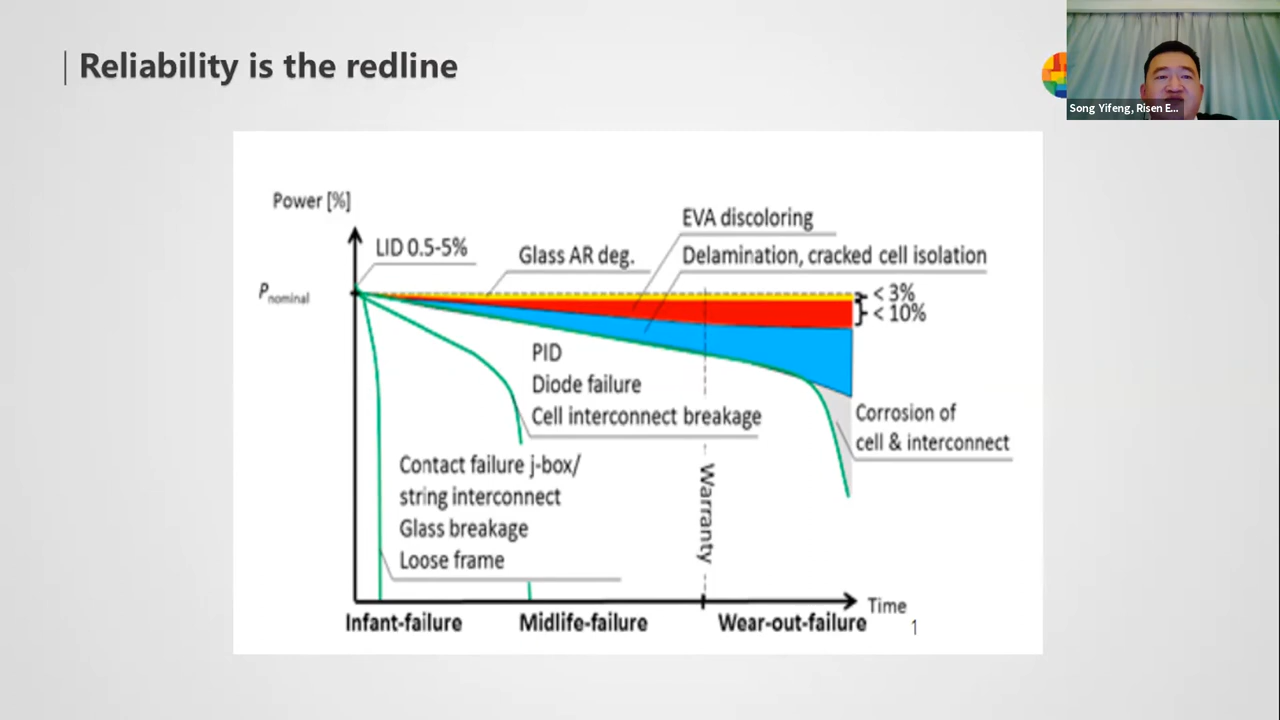 Reliability is the redline
Song Yifeng, Risen E...
Power [%]
LID 0.5-5%
Glass AR deg.
EVA discoloring
Delamination, cracked cell isolation
Pnominal
< 3%
< 10%
PID
Diode failure
Cell interconnect breakage
Corrosion of
cell & interconnect
Contact failure j-box/
string interconnect
Glass breakage
Loose frame
Warranty
Time
Infant-failure
Midlife-failure
Wear-out-failure
1